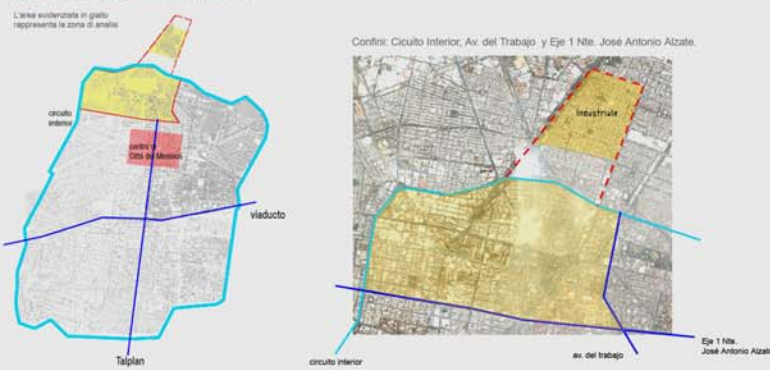 L'area evidenziata in giallo
rappresenta la zona di analisi
Confini: Cicuito Interior, Av. del Trabajo y Eje 1 Nte. José Antonio Alzate.
circuito
interior
centro di
Città del Messico
Industriale
viaducto
Talplan
circuito interior
av. del trabajo
Eje 1 Nte.
José Antonio Alzate